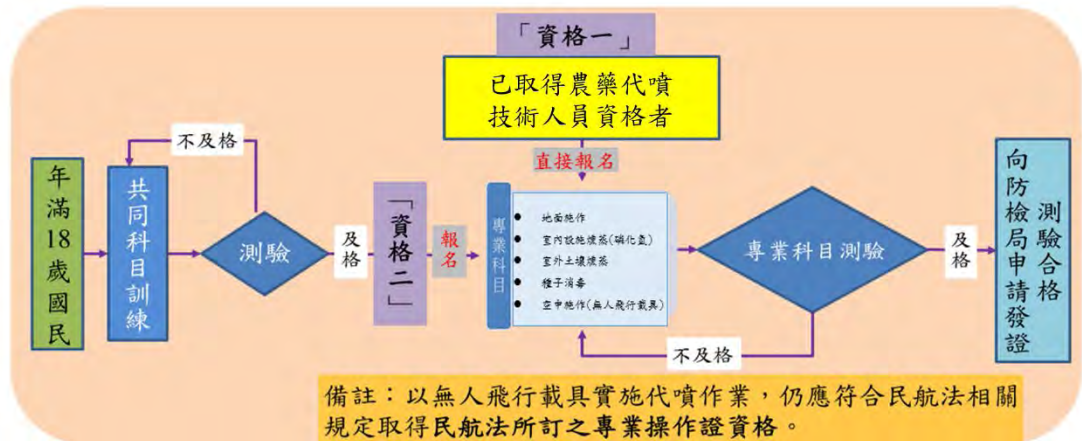 「資格一」
已取得農藥代噴
技術人員資格者
直接報名
年滿18歲國民
共同科目訓練
不及格
測驗
及格
「資格二」
報名
專業科目
地面施作
室內設施燻蒸(磷化氫)
室外土壤燻蒸
種子消毒
空中施作(無人飛行載具)
專業科目測驗
不及格
及格
測驗合格
向防檢局申請發證
備註：以無人飛行載具實施代噴作業，仍應符合民航法相關
規定取得民航法所訂之專業操作證資格。